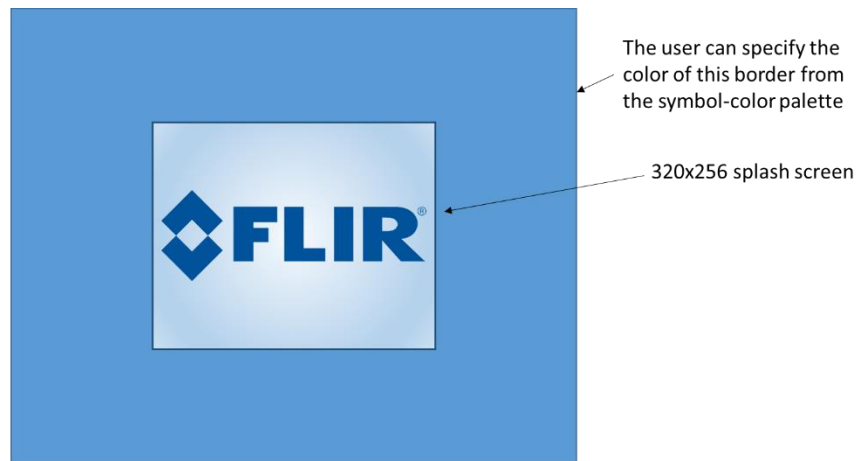 The user can specify the
color of this border from
the symbol-color palette
320x256 splash screen
FLIR®